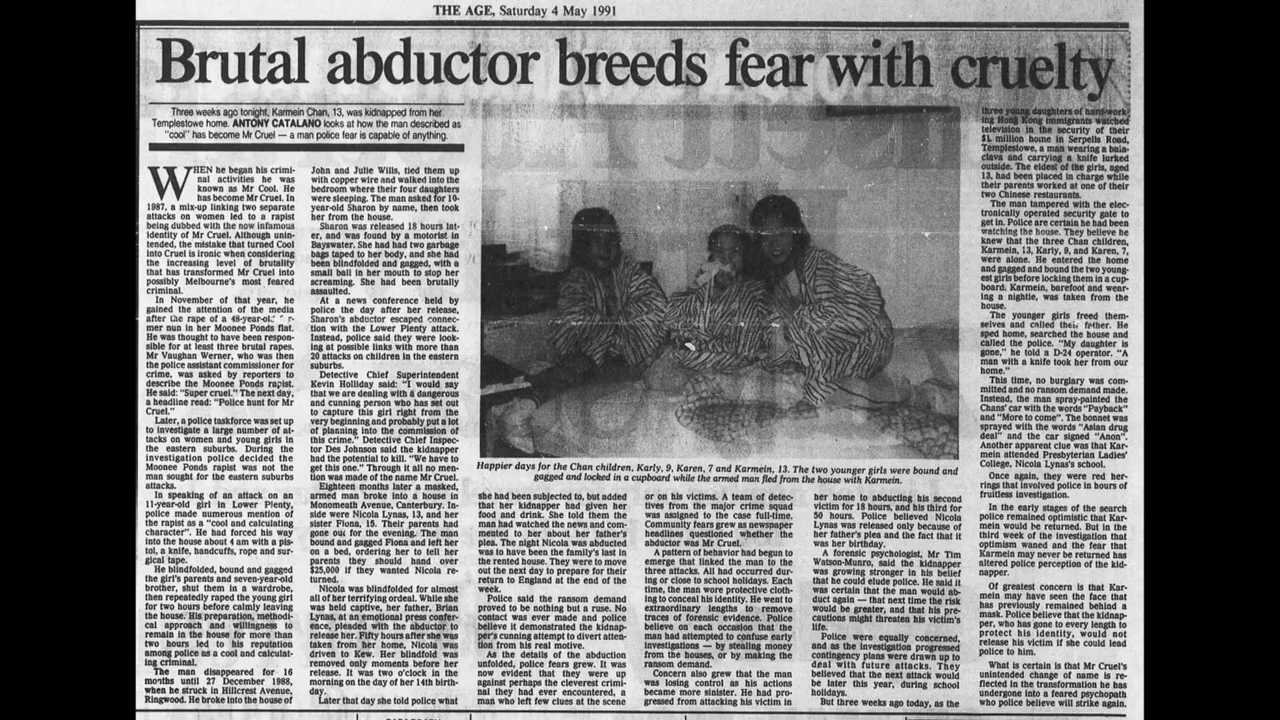 THE AGE, Saturday 4 May 1991
Brutal abductor breeds fear with cruelty
Three weeks ago tonight, Karmein Chan, 13, was kidnapped from her
Templestowe home. ANTONY CATALANO looks at how the man described as
"cool" has become Mr Cruel — a man police fear is capable of anything.
WHEN he began his crimi-
nal activities he was
known as Mr Cool. He
has become Mr Cruel. In
1987, a mix-up linking two separate
attacks on women led to a rapist
being dubbed with the now infamous
identity of Mr Cruel. Although unin-
tended, the mistake that turned Cool
into Cruel is ironic when considering
the increasing level of brutality
that has transformed Mr Cruel into
possibly Melbourne's most feared
criminal.
In November of that year, he
gained the attention of the media
after the rape of a 48-year-old
mer nun in her Moonee Ponds flat.
He was thought to have been respon-
sible for at least three brutal rapes.
Mr Vaughan Werner, who was then
the police assistant commissioner for
crime, was asked by reporters to
describe the Moonee Ponds rapist.
He said: "Super cruel." The next day,
a headline read: "Police hunt for Mr
Cruel."
Later, a police taskforce was set up
to investigate a large number of at-
tacks on women and young girls in
the eastern suburbs. During the
investigation police decided the
Moonee Ponds rapist was not the
man sought for the eastern suburbs
attacks.
In speaking of an attack on an
11-year-old girl in Lower Plenty,
police made numerous mention of
the rapist as a "cool and calculating
character". He had forced his way
into the house about 4 am with a pis-
tol, a knife, handcuffs, rope and sur-
gical tape.
He blindfolded, bound and gagged
the girl's parents and seven-year-old
brother, shut them in a wardrobe,
then repeatedly raped the young girl
for two hours before calmly leaving
the house. His preparation, method-
ical approach and willingness to
remain in the house for more than
two hours led to his reputation
among police as a cool and calculat-
ing criminal.
The man disappeared for 16
months until 27 December 1988,
when he struck in Hillcrest Avenue,
Ringwood. He broke into the house of
John and Julie Wills, tied them up
with copper wire and walked into the
bedroom where their four daughters
were sleeping. The man asked for 10-
year-old Sharon by name, then took
her from the house.
Sharon was released 18 hours lat-
er, and was found by a motorist in
Bayswater. She had had two garbage
bags taped to her body, and she had
been blindfolded and gagged, with a
small ball in her mouth to stop her
screaming. She had been brutally
assaulted.
At a news conference held by
police the day after her release,
Sharon's abductor escaped connec-
tion with the Lower Plenty attack.
Instead, police said they were look-
ing at possible links with more than
20 attacks on children in the eastern
suburbs.
Detective Chief Superintendent
Kevin Holliday said: "I would say
that we are dealing with a dangerous
and cunning person who has set out
to capture this girl right from the
very beginning and probably put a lot
of planning into the commission of
this crime." Detective Chief Inspec-
tor Des Johnson said the kidnapper
had the potential to kill. "We have to
get this one." Through it all no men-
tion was made of the name Mr Cruel.
Eighteen months later a masked,
armed man broke into a house in
Monomeath Avenue, Canterbury. In-
side were Nicola Lynas, 13, and her
sister Fiona, 15. Their parents had
gone out for the evening. The man
bound and gagged Fiona and left her
on a bed, ordering her to tell her
parents they should hand over
$25,000 if they wanted Nicola re-
turned.
Nicola was blindfolded for almost
all of her terrifying ordeal. While she
was held captive, her father, Brian
Lynas, at an emotional press confer-
ence, pleaded with the abductor to
release her. Fifty hours after she was
taken from her home, Nicola was
driven to Kew. Her blindfold was
removed only moments before her
release. It was two o'clock in the
morning on the day of her 14th birth-
day.
Later that day she told police what
Happier days for the Chan children, Karly, 9, Karen, 7 and Karmein, 13. The two younger girls were bound and
gagged and locked in a cupboard while the armed man fled from the house with Karmein.
she had been subjected to, but added
that her kidnapper had given her
food and drink. She told them the
man had watched the news and com-
mented to her about her father's
plea. The night Nicola was abducted
was to have been the family's last in
the rented house. They were to move
out the next day to prepare for their
return to England at the end of the
week.
Police said the ransom demand
proved to be nothing but a ruse. No
contact was ever made and police
believe it demonstrated the kidnap-
per's cunning attempt to divert atten-
tion from his real motive.
As the details of the abduction
unfolded, police fears grew. It was
now evident that they were up
against perhaps the cleverest crimi-
nal they had ever encountered, a
man who left few clues at the scene
or on his victims. A team of detec-
tives from the major crime squad
was assigned to the case full-time.
Community fears grew as newspaper
headlines questioned whether the
abductor was Mr Cruel.
A pattern of behavior had begun to
emerge that linked the man to the
three attacks. All had occurred dur-
ing or close to school holidays. Each
time, the man wore protective cloth-
ing to conceal his identity. He went to
extraordinary lengths to remove
traces of forensic evidence. Police
believe on each occasion that the
man had attempted to confuse early
investigations — by stealing money
from the houses, or by making the
ransom demand.
Concern also grew that the man
was losing control as his actions
became more sinister. He had pro-
gressed from attacking his victim in
her home to abducting his second
victim for 18 hours, and his third for
50 hours. Police believed Nicola
Lynas was released only because of
her father's plea and the fact that it
was her birthday.
A forensic psychologist, Mr Tim
Watson-Munro, said the kidnapper
was growing stronger in his belief
that he could elude police. He said it
was certain that the man would ab-
duct again — that next time the risk
would be greater, and that his pre-
cautions might threaten his victim's
life.
Police were equally concerned,
and as the investigation progressed
contingency plans were drawn up to
deal with future attacks. They
believed that the next attack would
be later this year, during school
holidays.
But three weeks ago today, as the
three young daughters of hard-work-
ing Hong Kong immigrants watched
television in the security of their
$1 million home in Serpells Road,
Templestowe, a man wearing a bala-
clava and carrying a knife lurked
outside. The eldest of the girls, aged
13, had been placed in charge while
their parents worked at one of their
two Chinese restaurants.
The man tampered with the elec-
tronically operated security gate to
get in. Police are certain he had been
watching the house. They believe he
knew that the three Chan children,
Karmein, 13, Karly, 9, and Karen, 7,
were alone. He entered the home
and gagged and bound the two young-
est girls before locking them in a cup-
board. Karmein, barefoot and wear-
ing a nightie, was taken from the
house.
The younger girls freed them-
selves and called their father. He
sped home, searched the house and
called the police. "My daughter is
gone," he told a D-24 operator. "A
man with a knife took her from our
home."
This time, no burglary was com-
mitted and no ransom demand made.
Instead, the man spray-painted the
Chans' car with the words "Payback"
and "More to come". The bonnet was
sprayed with the words "Asian drug
deal" and the car signed "Anon".
Another apparent clue was that Kar-
mein attended Presbyterian Ladies'
College, Nicola Lynas's school.
Once again, they were red her-
rings that involved police in hours of
fruitless investigation.
In the early stages of the search
police remained optimistic that Kar-
mein would be returned. But in the
third week of the investigation that
optimism waned and the fear that
Karmein may never be returned has
altered police perception of the kid-
napper.
Of greatest concern is that Kar-
mein may have seen the face that
has previously remained behind a
mask. Police believe that the kidnap-
per, who has gone to every length to
protect his identity, would not
release his victim if she could lead
police to him.
What is certain is that Mr Cruel's
unintended change of name is re-
flected in the transformation he has
undergone into a feared psychopath
who police believe will strike again.